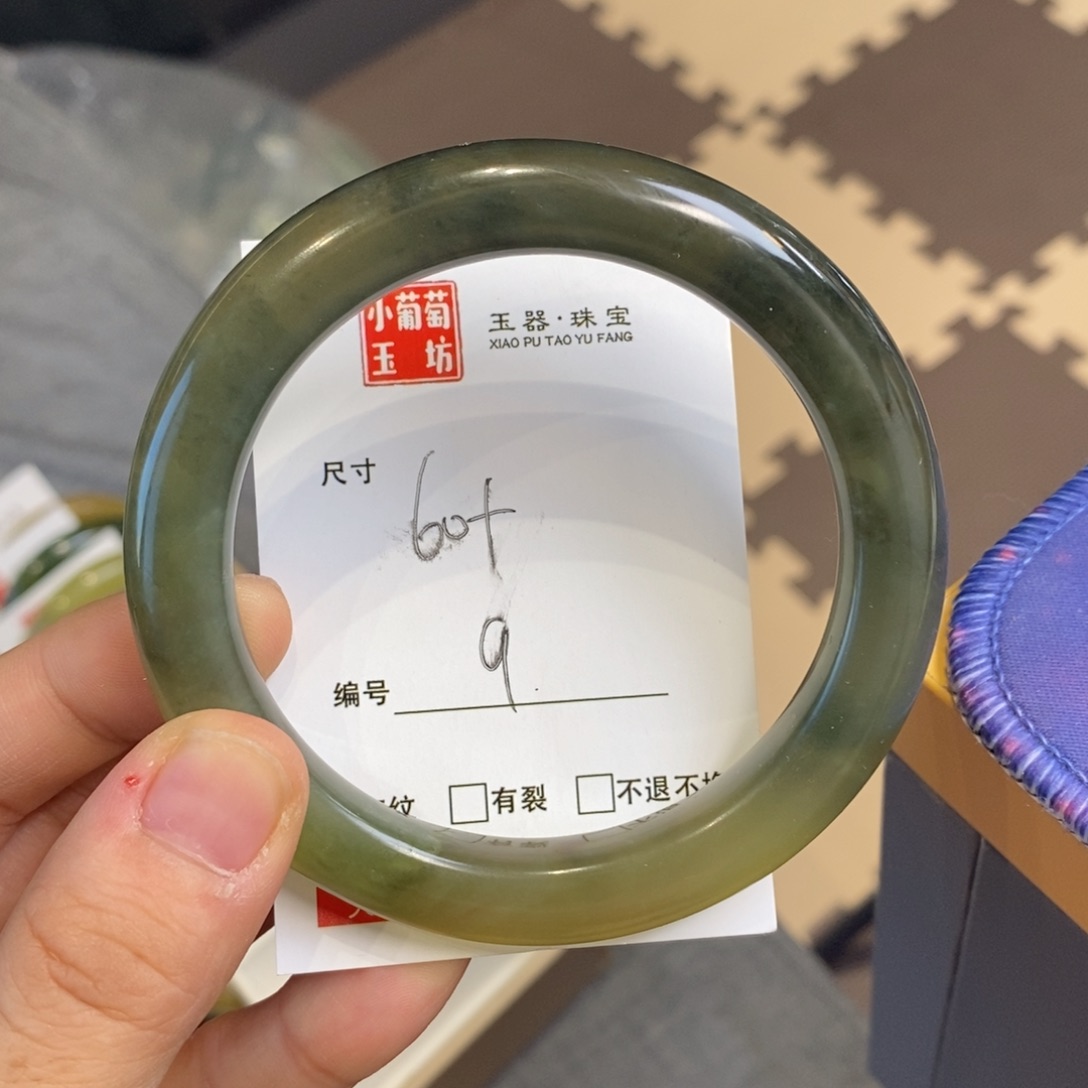 小葡萄
玉坊
玉器·珠宝
XIAO PU TAO YU FANG
尺寸
60+
9
编号
纹 有裂 不退不